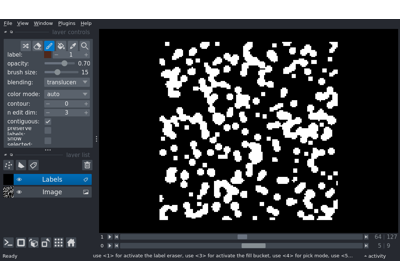 File View Window Plugins Help
layer controls
label: 1
opacity: 0.70
brush size: 15
blending: translucen
color mode: auto
contour: 0
n edit dim: 3
contiguous:
preserve
labels:
show
selected:
layer list
Labels
Image
0 64 127
1 5 9
Ready use <1> for activate the label eraser, use <3> for activate the fill bucket, use <4> for pick mode, use <5... activity